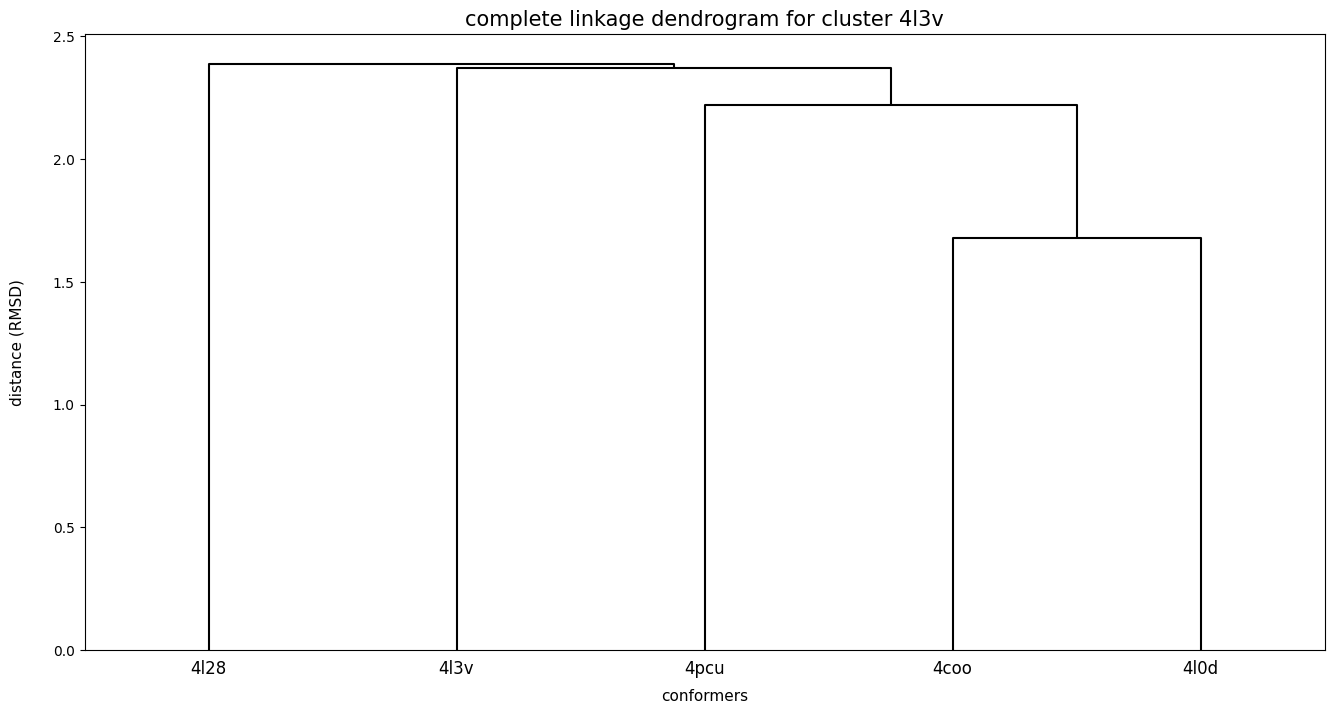 complete linkage dendrogram for cluster 4l3v
2.5
2.0
1.5
1.0
0.5
0.0
distance (RMSD)
4l28 4l3v 4pcu 4coo 4l0d
conformers